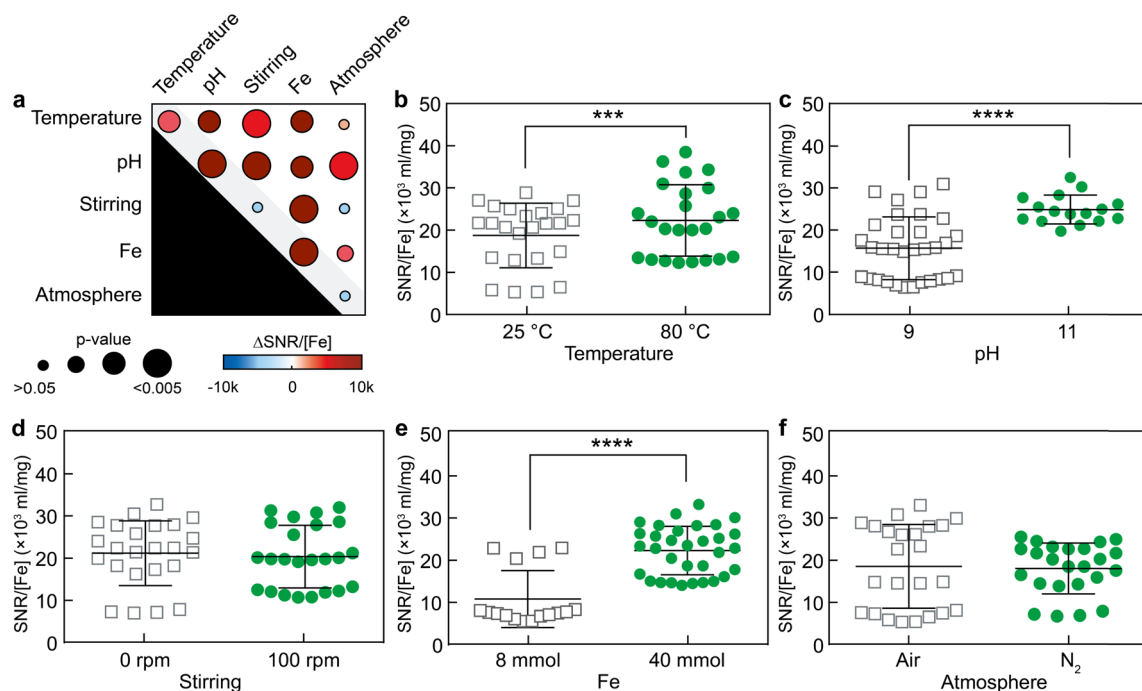 a
Temperature
pH
Stirring
Fe
Atmosphere
Temperature
pH
Stirring
Fe
Atmosphere
p-value
>0.05
<0.005
ΔSNR/[Fe]
-10k
0
10k
b
SNR/[Fe] (×10³ ml/mg)
50
40
30
20
10
0
***
25 °C
80 °C
Temperature
c
SNR/[Fe] (×10³ ml/mg)
50
40
30
20
10
0
****
9
11
pH
d
SNR/[Fe] (×10³ ml/mg)
50
40
30
20
10
0
0 rpm
100 rpm
Stirring
e
SNR/[Fe] (×10³ ml/mg)
50
40
30
20
10
0
****
8 mmol
40 mmol
Fe
f
SNR/[Fe] (×10³ ml/mg)
50
40
30
20
10
0
Air
N₂
Atmosphere